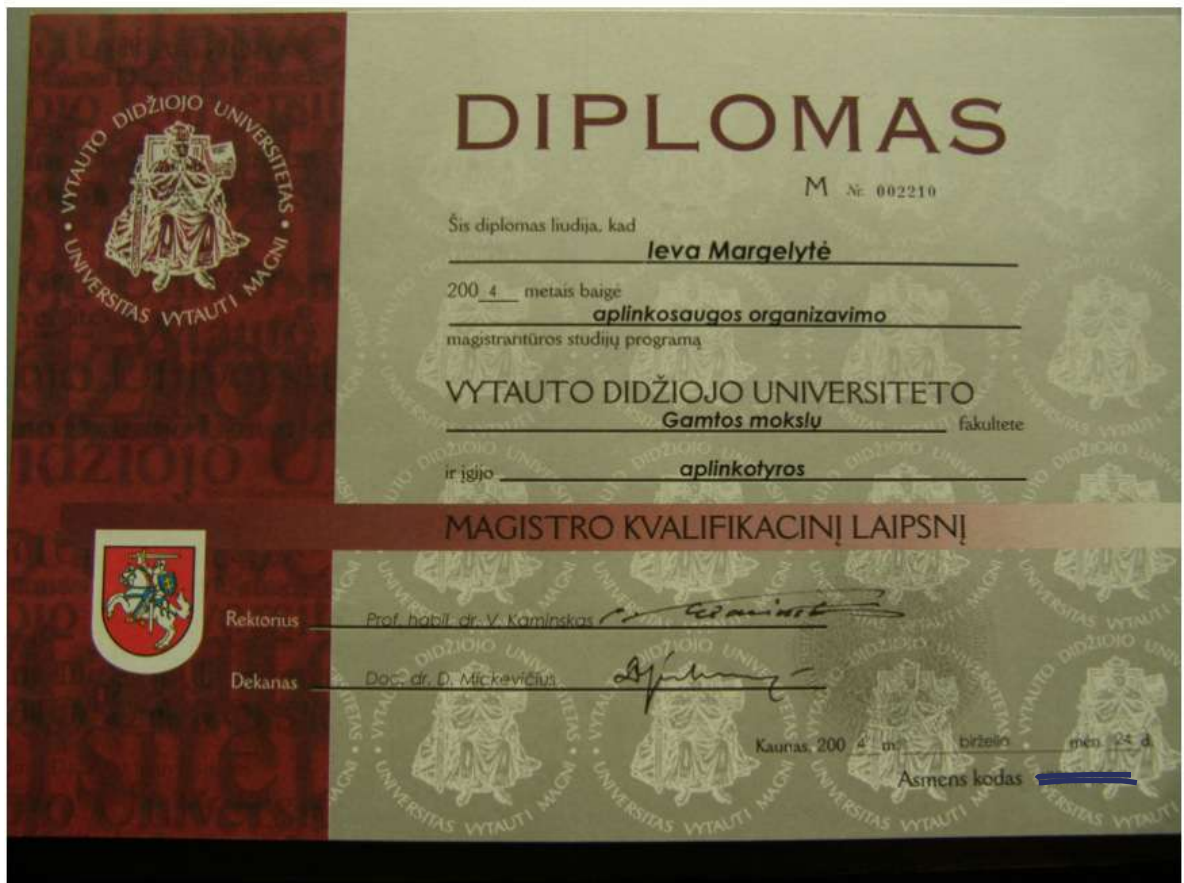 VYTAUTO DIDŽIOJO UNIVERSITETAS • UNIVERSITAS VYTAUTI MAGNI •
DIPLOMAS
M Nr. 002210
Šis diplomas liudija, kad
Ieva Margelytė
200 4 metais baigė
aplinkosaugos organizavimo
magistrantūros studijų programą
VYTAUTO DIDŽIOJO UNIVERSITETO
Gamtos mokslų fakultete
ir įgijo aplinkotyros
MAGISTRO KVALIFIKACINĮ LAIPSNĮ
Rektorius Prof. habil. dr. V. Kaminskas
Dekanas Doc. dr. D. Mickevičius
Kaunas, 200 4 m. birželio mėn. 24 d.
Asmens kodas